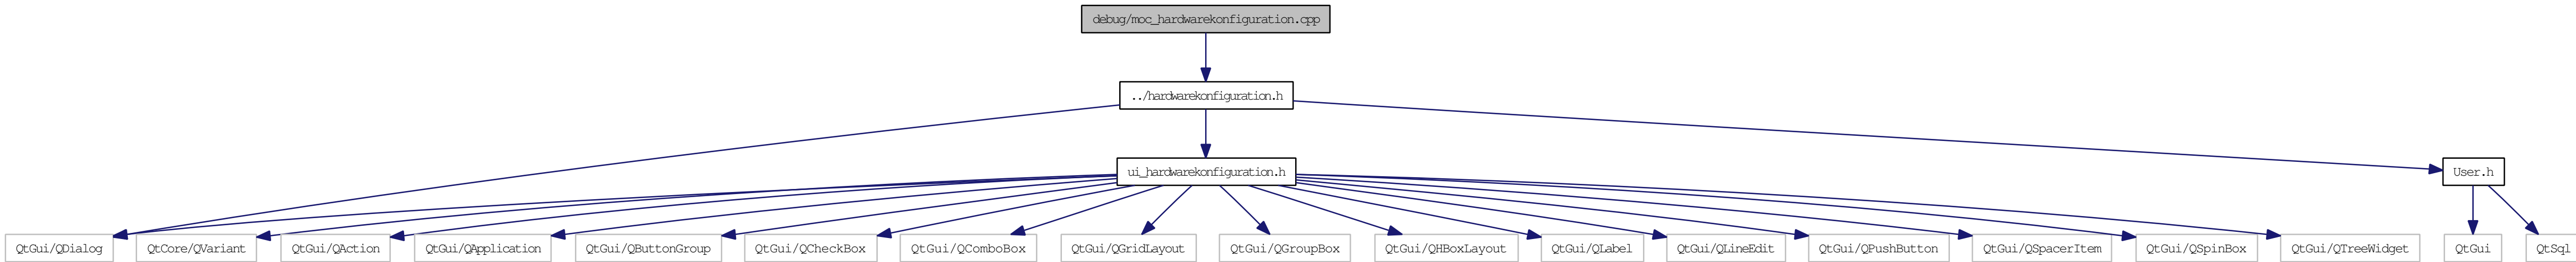 debug/moc_hardwarekonfiguration.cpp
../hardwarekonfiguration.h
ui_hardwarekonfiguration.h
User.h
QtGui/QDialog
QtCore/QVariant
QtGui/QAction
QtGui/QApplication
QtGui/QButtonGroup
QtGui/QCheckBox
QtGui/QComboBox
QtGui/QGridLayout
QtGui/QGroupBox
QtGui/QHBoxLayout
QtGui/QLabel
QtGui/QLineEdit
QtGui/QPushButton
QtGui/QSpacerItem
QtGui/QSpinBox
QtGui/QTreeWidget
QtGui
QtSql